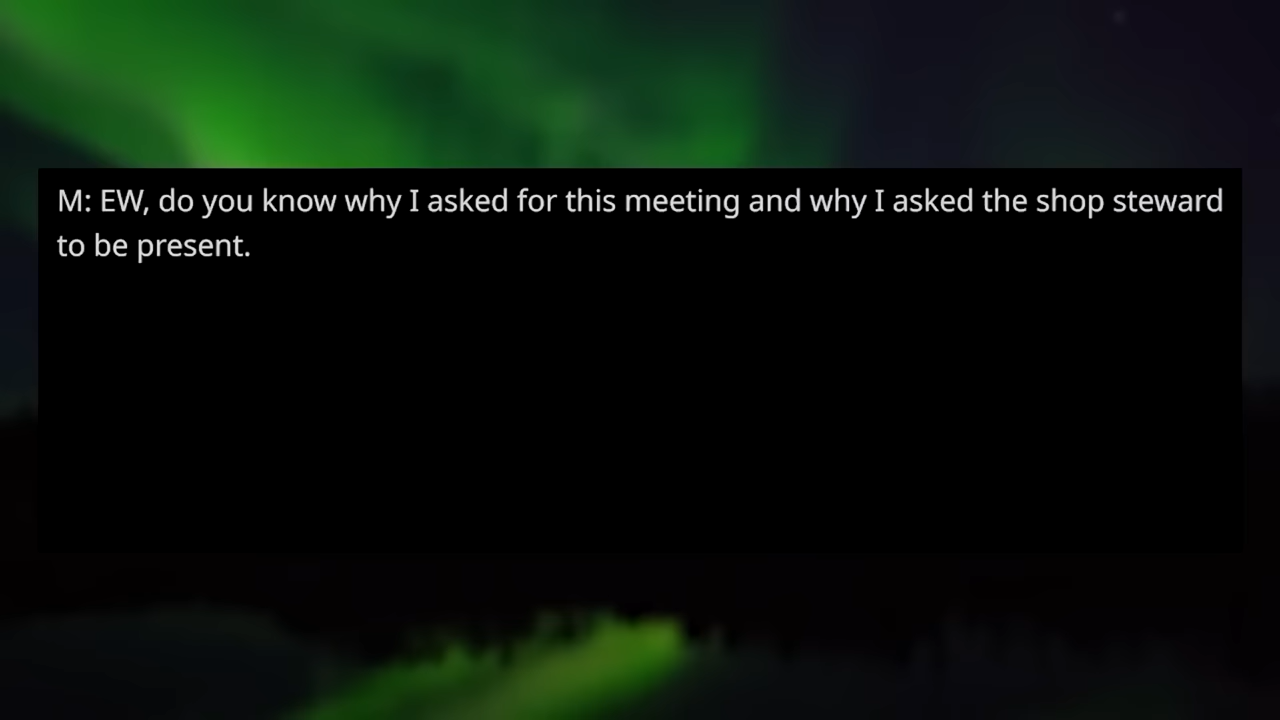 M: EW, do you know why I asked for this meeting and why I asked the shop steward
to be present.